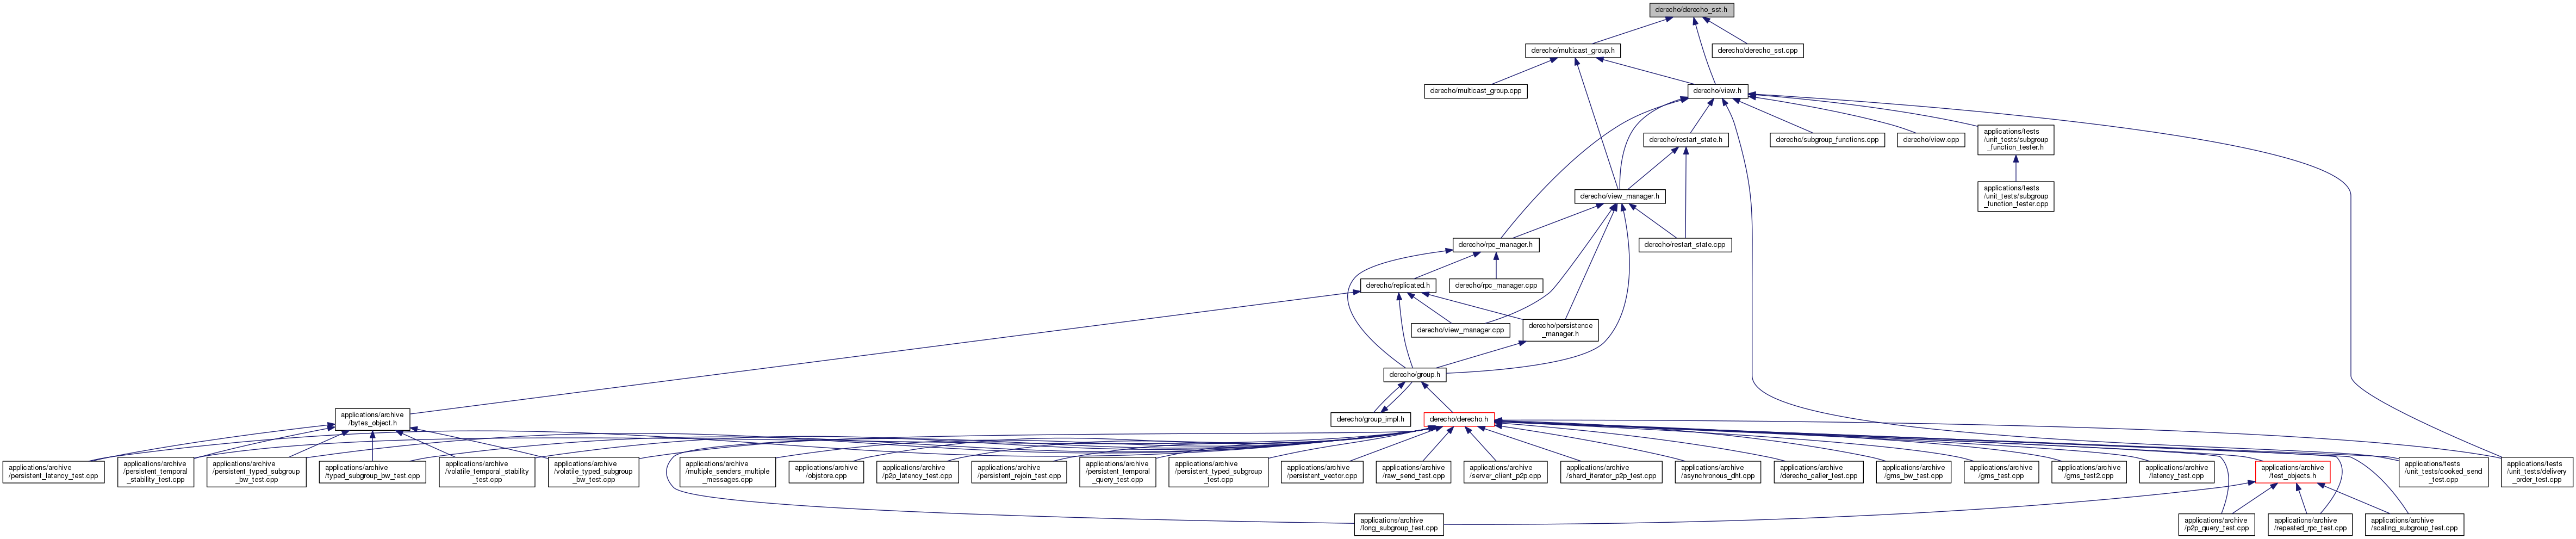 derecho/derecho_sst.h
derecho/multicast_group.h
derecho/derecho_sst.cpp
derecho/multicast_group.cpp
derecho/view.h
derecho/restart_state.h
derecho/subgroup_functions.cpp
derecho/view.cpp
applications/tests
/unit_tests/subgroup
_function_tester.h
derecho/view_manager.h
applications/tests
/unit_tests/subgroup
_function_tester.cpp
derecho/rpc_manager.h
derecho/restart_state.cpp
derecho/replicated.h
derecho/rpc_manager.cpp
derecho/view_manager.cpp
derecho/persistence
_manager.h
derecho/group.h
applications/archive
/bytes_object.h
derecho/group_impl.h
derecho/derecho.h
applications/archive
/persistent_latency_test.cpp
applications/archive
/persistent_temporal
_stability_test.cpp
applications/archive
/persistent_typed_subgroup
_bw_test.cpp
applications/archive
/typed_subgroup_bw_test.cpp
applications/archive
/volatile_temporal_stability
_test.cpp
applications/archive
/volatile_typed_subgroup
_bw_test.cpp
applications/archive
/multiple_senders_multiple
_messages.cpp
applications/archive
/objstore.cpp
applications/archive
/p2p_latency_test.cpp
applications/archive
/persistent_rejoin_test.cpp
applications/archive
/persistent_temporal
_query_test.cpp
applications/archive
/persistent_typed_subgroup
_test.cpp
applications/archive
/persistent_vector.cpp
applications/archive
/raw_send_test.cpp
applications/archive
/server_client_p2p.cpp
applications/archive
/shard_iterator_p2p_test.cpp
applications/archive
/asynchronous_dht.cpp
applications/archive
/derecho_caller_test.cpp
applications/archive
/gms_bw_test.cpp
applications/archive
/gms_test.cpp
applications/archive
/gms_test2.cpp
applications/archive
/latency_test.cpp
applications/archive
/test_objects.h
applications/tests
/unit_tests/cooked_send
_test.cpp
applications/tests
/unit_tests/delivery
_order_test.cpp
applications/archive
/long_subgroup_test.cpp
applications/archive
/p2p_query_test.cpp
applications/archive
/repeated_rpc_test.cpp
applications/archive
/scaling_subgroup_test.cpp